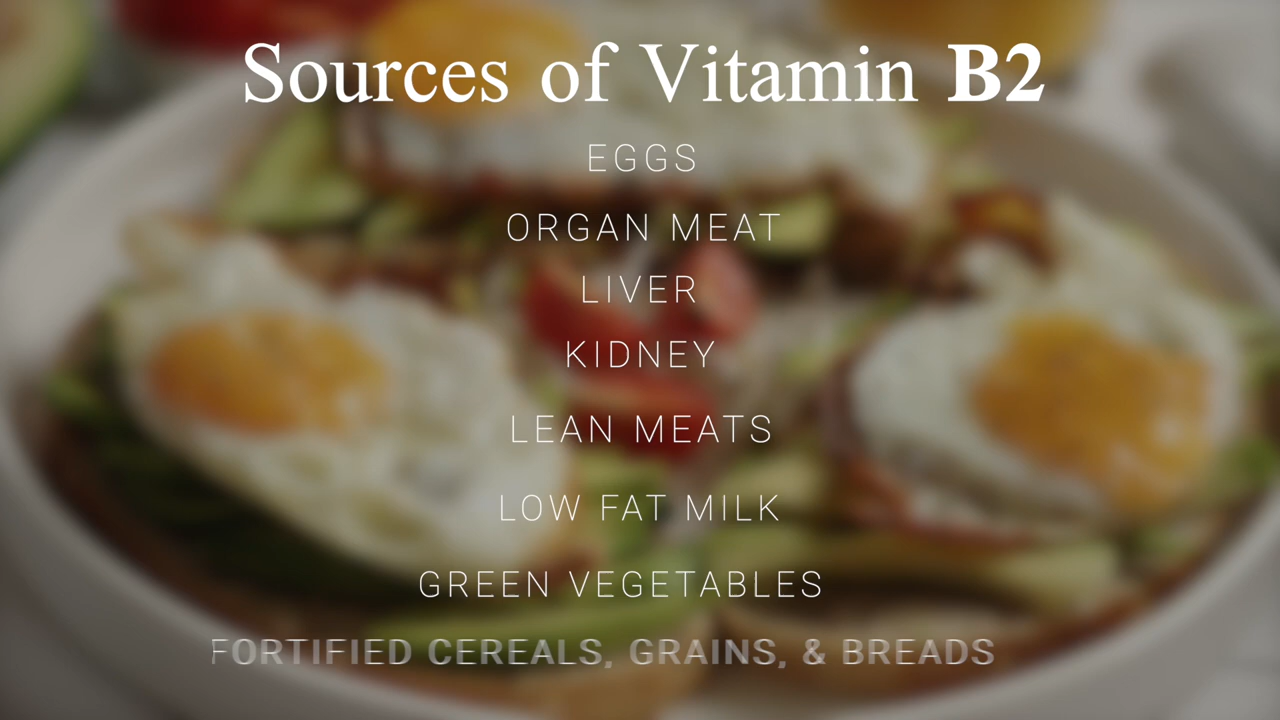 Sources of Vitamin B2
EGGS
ORGAN MEAT
LIVER
KIDNEY
LEAN MEATS
LOW FAT MILK
GREEN VEGETABLES
FORTIFIED CEREALS, GRAINS, & BREADS